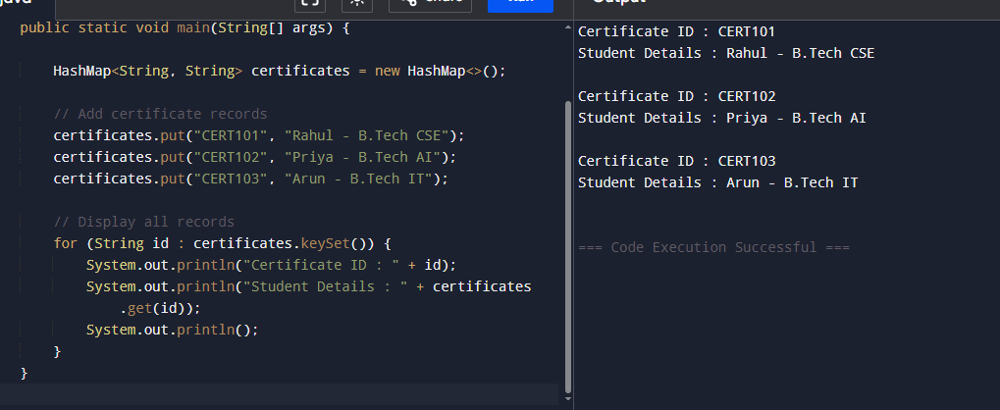 public static void main(String[] args) {
HashMap<String, String> certificates = new HashMap<>();
// Add certificate records
certificates.put("CERT101", "Rahul - B.Tech CSE");
certificates.put("CERT102", "Priya - B.Tech AI");
certificates.put("CERT103", "Arun - B.Tech IT");
// Display all records
for (String id : certificates.keySet()) {
System.out.println("Certificate ID : " + id);
System.out.println("Student Details : " + certificates
.get(id));
System.out.println();
}
}
Certificate ID : CERT101
Student Details : Rahul - B.Tech CSE
Certificate ID : CERT102
Student Details : Priya - B.Tech AI
Certificate ID : CERT103
Student Details : Arun - B.Tech IT
=== Code Execution Successful ===